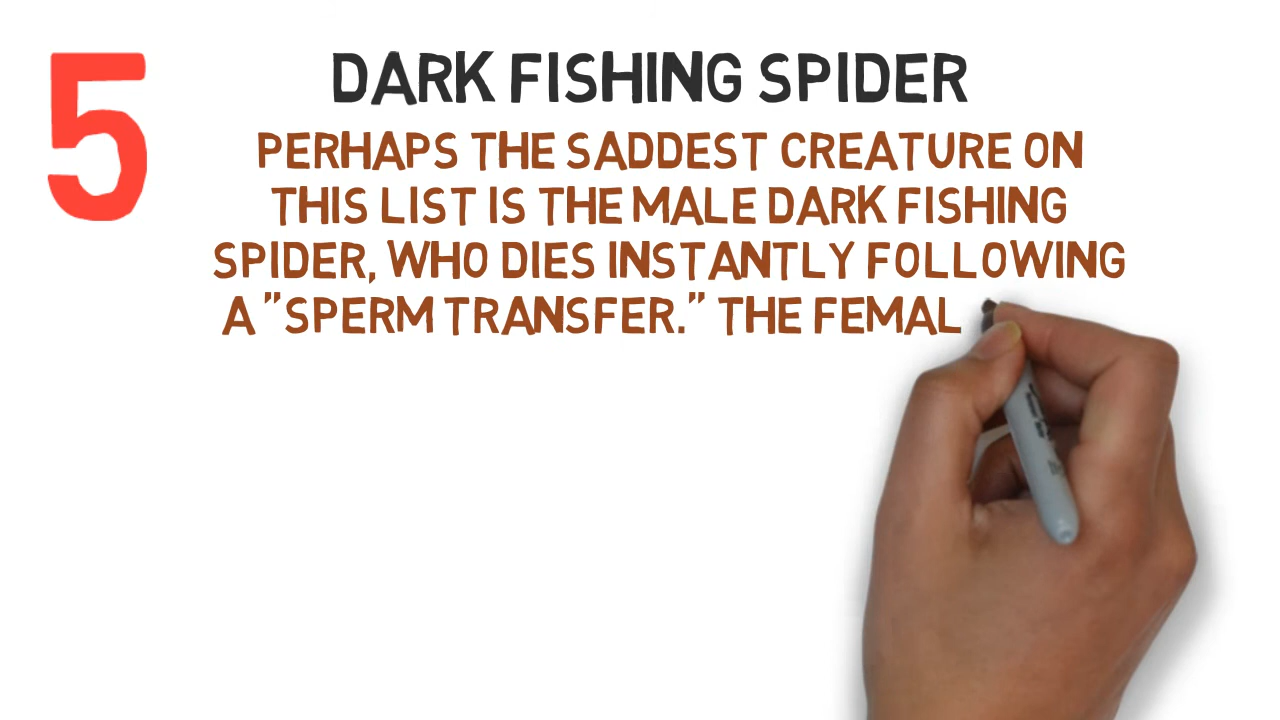 5
DARK FISHING SPIDER
PERHAPS THE SADDEST CREATURE ON
THIS LIST IS THE MALE DARK FISHING
SPIDER, WHO DIES INSTANTLY FOLLOWING
A "SPERM TRANSFER." THE FEMAL